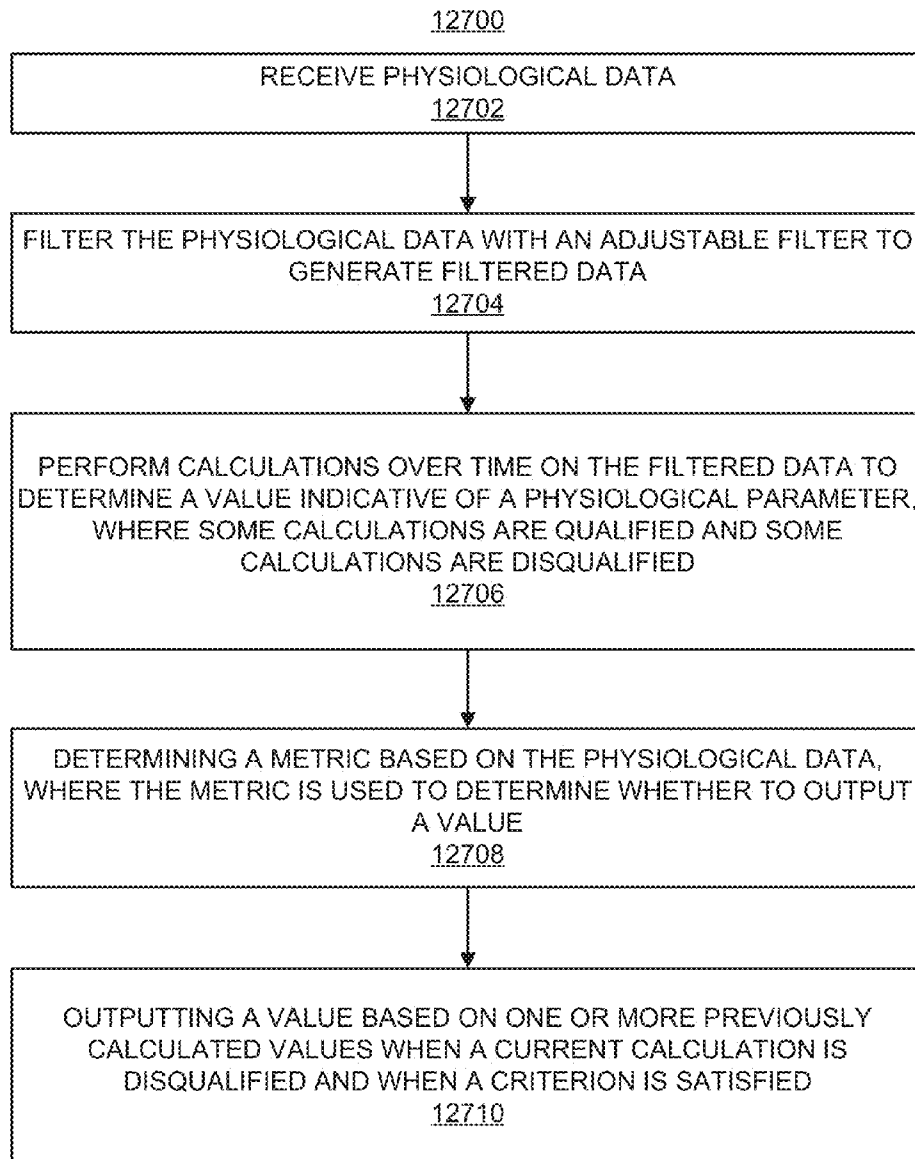 12700
RECEIVE PHYSIOLOGICAL DATA
12702
FILTER THE PHYSIOLOGICAL DATA WITH AN ADJUSTABLE FILTER TO
GENERATE FILTERED DATA
12704
PERFORM CALCULATIONS OVER TIME ON THE FILTERED DATA TO
DETERMINE A VALUE INDICATIVE OF A PHYSIOLOGICAL PARAMETER,
WHERE SOME CALCULATIONS ARE QUALIFIED AND SOME
CALCULATIONS ARE DISQUALIFIED
12706
DETERMINING A METRIC BASED ON THE PHYSIOLOGICAL DATA,
WHERE THE METRIC IS USED TO DETERMINE WHETHER TO OUTPUT
A VALUE
12708
OUTPUTTING A VALUE BASED ON ONE OR MORE PREVIOUSLY
CALCULATED VALUES WHEN A CURRENT CALCULATION IS
DISQUALIFIED AND WHEN A CRITERION IS SATISFIED
12710